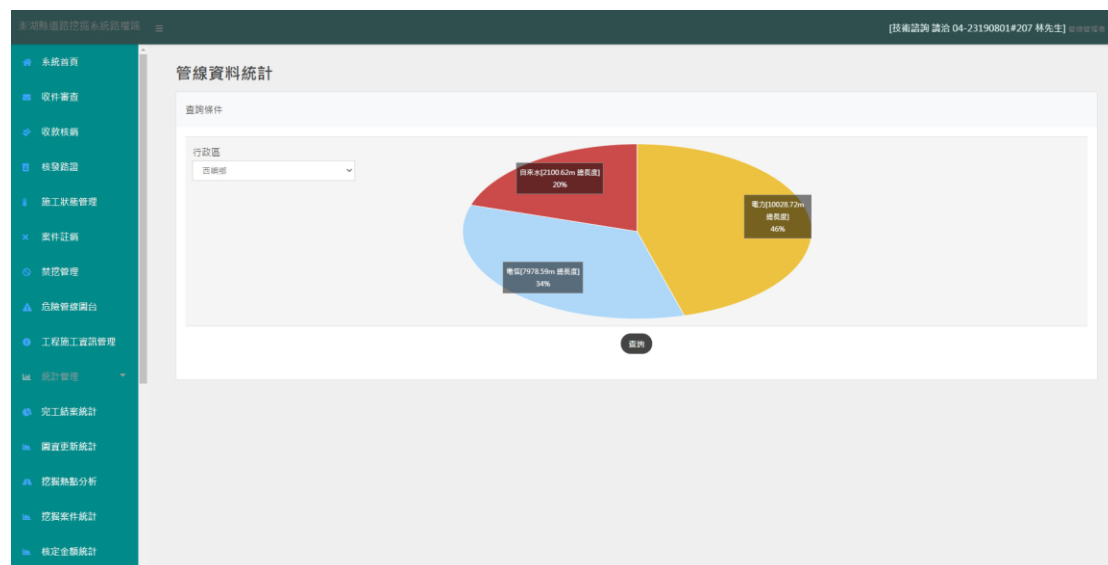 澎湖縣道路挖掘系統路權端
[技術諮詢 請洽 04-23190801#207 林先生]
系統首頁
收件審查
收款核銷
核發路證
施工狀態管理
案件註銷
禁挖管理
危險管線圖台
工程施工資訊管理
統計管理
完工結案統計
圖資更新統計
挖掘熱點分析
挖掘案件統計
核定金額統計
管線資料統計
查詢條件
行政區
西嶼鄉
自來水[2100.62m 總長度]
20%
電力[10028.72m
總長度]
46%
電信[7978.59m 總長度]
34%
查詢